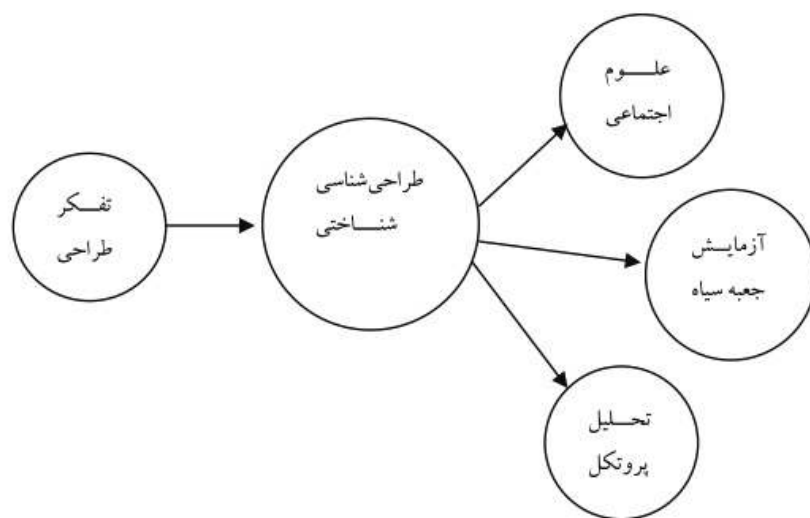 علوم
اجتماعی
طراحی‌شناسی
شناختی
تفکر
طراحی
آزمایش
جعبه سیاه
تحلیل
پروتکل